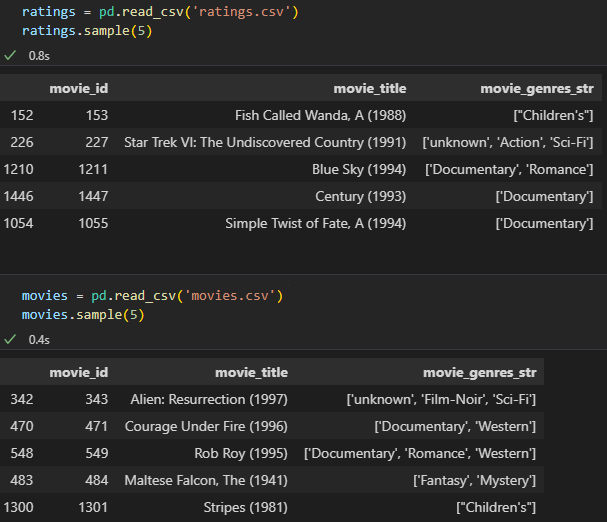 ratings = pd.read_csv('ratings.csv')
ratings.sample(5)
0.8s
movie_id movie_title movie_genres_str
152 153 Fish Called Wanda, A (1988) ["Children's"]
226 227 Star Trek VI: The Undiscovered Country (1991) ['unknown', 'Action', 'Sci-Fi']
1210 1211 Blue Sky (1994) ['Documentary', 'Romance']
1446 1447 Century (1993) ['Documentary']
1054 1055 Simple Twist of Fate, A (1994) ['Documentary']
movies = pd.read_csv('movies.csv')
movies.sample(5)
0.4s
movie_id movie_title movie_genres_str
342 343 Alien: Resurrection (1997) ['unknown', 'Film-Noir', 'Sci-Fi']
470 471 Courage Under Fire (1996) ['Documentary', 'Western']
548 549 Rob Roy (1995) ['Documentary', 'Romance', 'Western']
483 484 Maltese Falcon, The (1941) ['Fantasy', 'Mystery']
1300 1301 Stripes (1981) ["Children's"]